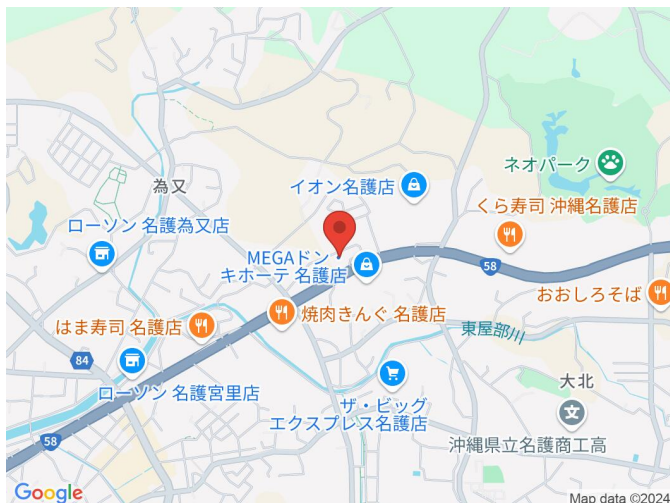 ネオパーク
為又
イオン名護店
くら寿司 沖縄名護店
ローソン 名護為又店
MEGAドン
キホーテ 名護店
58
おおしろそば
焼肉きんぐ 名護店
はま寿司 名護店
東屋部川
84
ローソン 名護宮里店
大北
ザ・ビッグ
エクスプレス名護店
58
沖縄県立名護商工高
Google
Map data ©2024